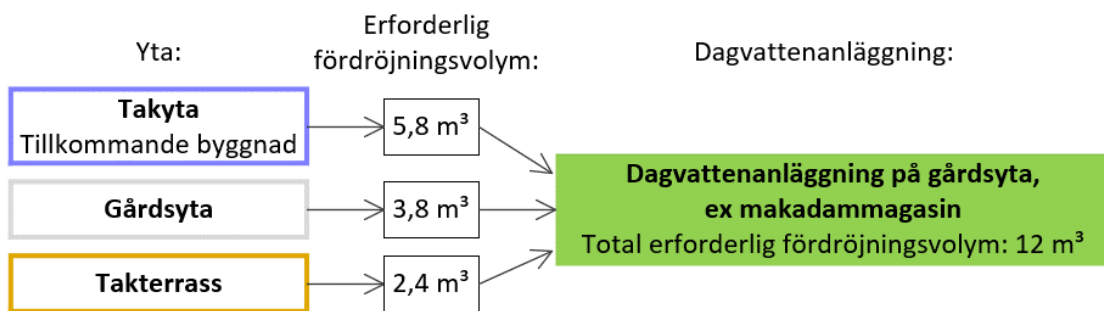 Yta:
Erforderlig
fördröjningsvolym:
Dagvattenanläggning:
Takyta
Tillkommande byggnad
5,8 m³
Gårdsyta
3,8 m³
Takterrass
2,4 m³
Dagvattenanläggning på gårdsyta,
ex makadammagasin
Total erforderlig fördröjningsvolym: 12 m³